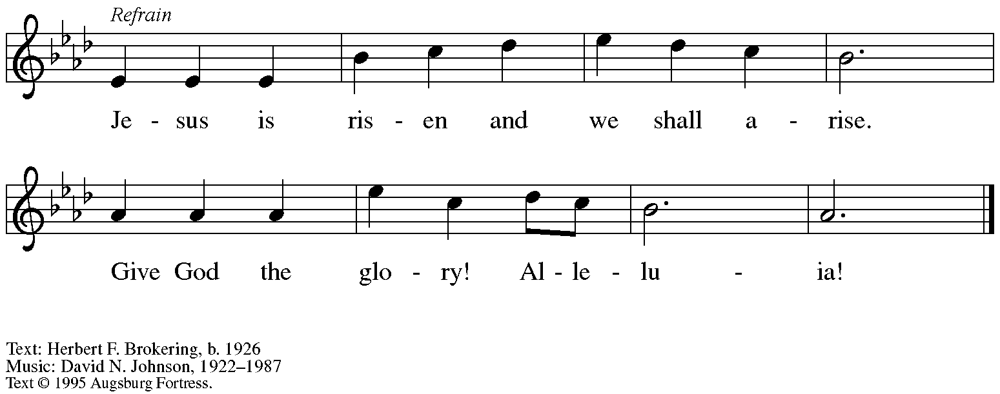 Refrain
Je - sus is ris - en and we shall a - rise.
Give God the glo - ry! Al - le - lu - ia!
Text: Herbert F. Brokering, b. 1926
Music: David N. Johnson, 1922–1987
Text © 1995 Augsburg Fortress.